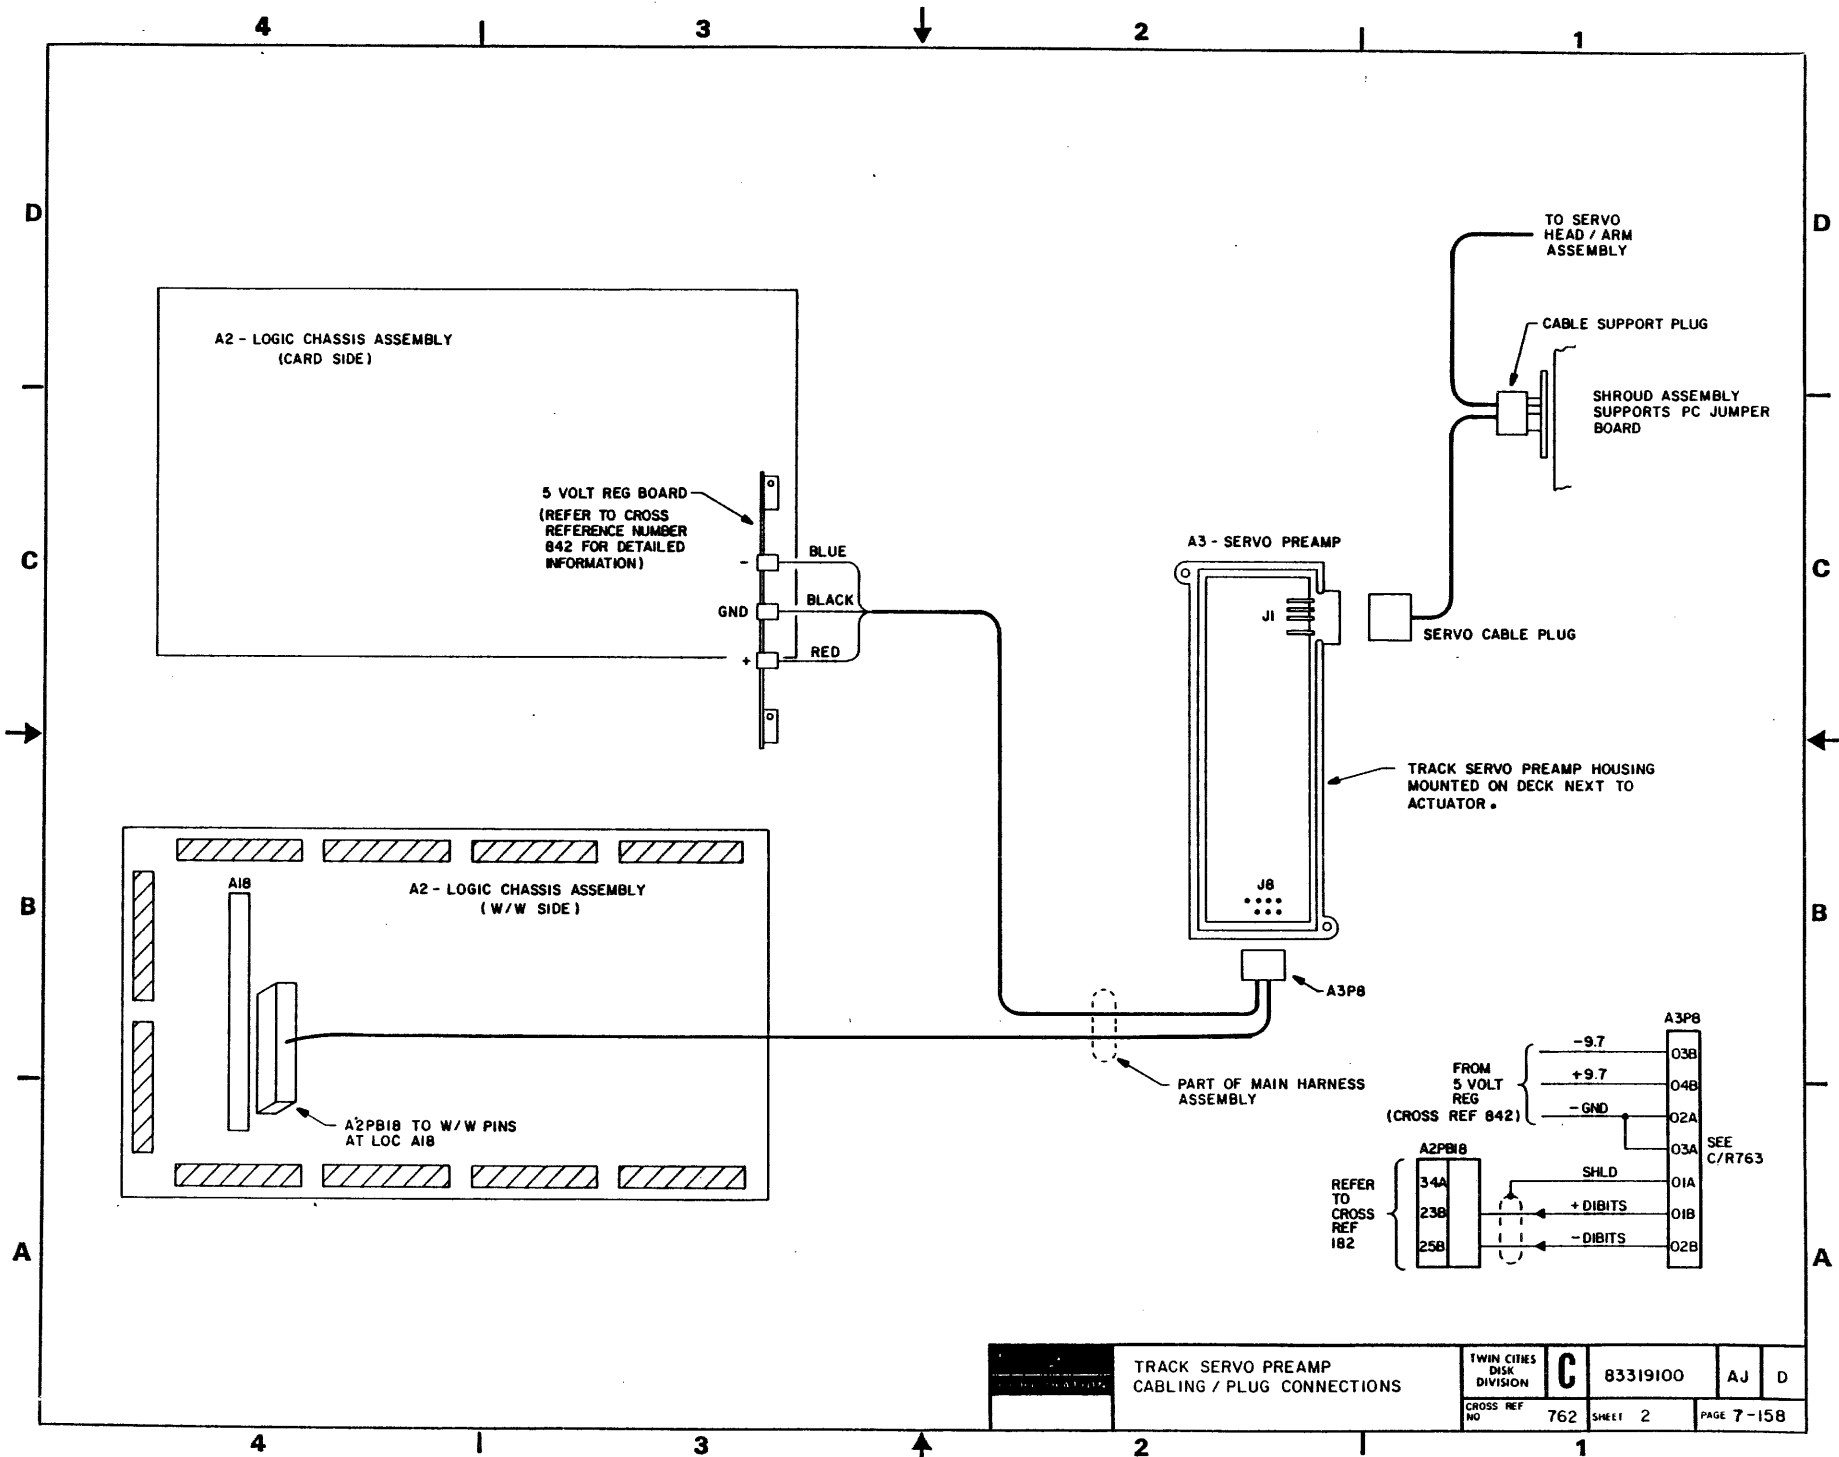 4 3 2 1
D
D
TO SERVO
HEAD / ARM
ASSEMBLY
CABLE SUPPORT PLUG
A2 - LOGIC CHASSIS ASSEMBLY
(CARD SIDE)
SHROUD ASSEMBLY
SUPPORTS PC JUMPER
BOARD
5 VOLT REG BOARD
(REFER TO CROSS
REFERENCE NUMBER
842 FOR DETAILED
INFORMATION)
C
C
- BLUE
GND BLACK
+ RED
A3 - SERVO PREAMP
J1
SERVO CABLE PLUG
TRACK SERVO PREAMP HOUSING
MOUNTED ON DECK NEXT TO
ACTUATOR.
B
B
A18
A2 - LOGIC CHASSIS ASSEMBLY
(W/W SIDE)
J8
A3P8
PART OF MAIN HARNESS
ASSEMBLY
A2PB18 TO W/W PINS
AT LOC A18
A3P8
FROM
5 VOLT
REG
(CROSS REF 842)
-9.7 03B
+9.7 04B
-GND 02A
03A
SEE
C/R763
A2PB18
REFER
TO
CROSS
REF
182
34A SHLD 01A
23B +DIBITS 01B
25B -DIBITS 02B
A
A
TRACK SERVO PREAMP
CABLING / PLUG CONNECTIONS
TWIN CITIES
DISK
DIVISION
C
83319100
AJ
D
CROSS REF
NO 762
SHEET 2
PAGE 7-158
4 3 2 1